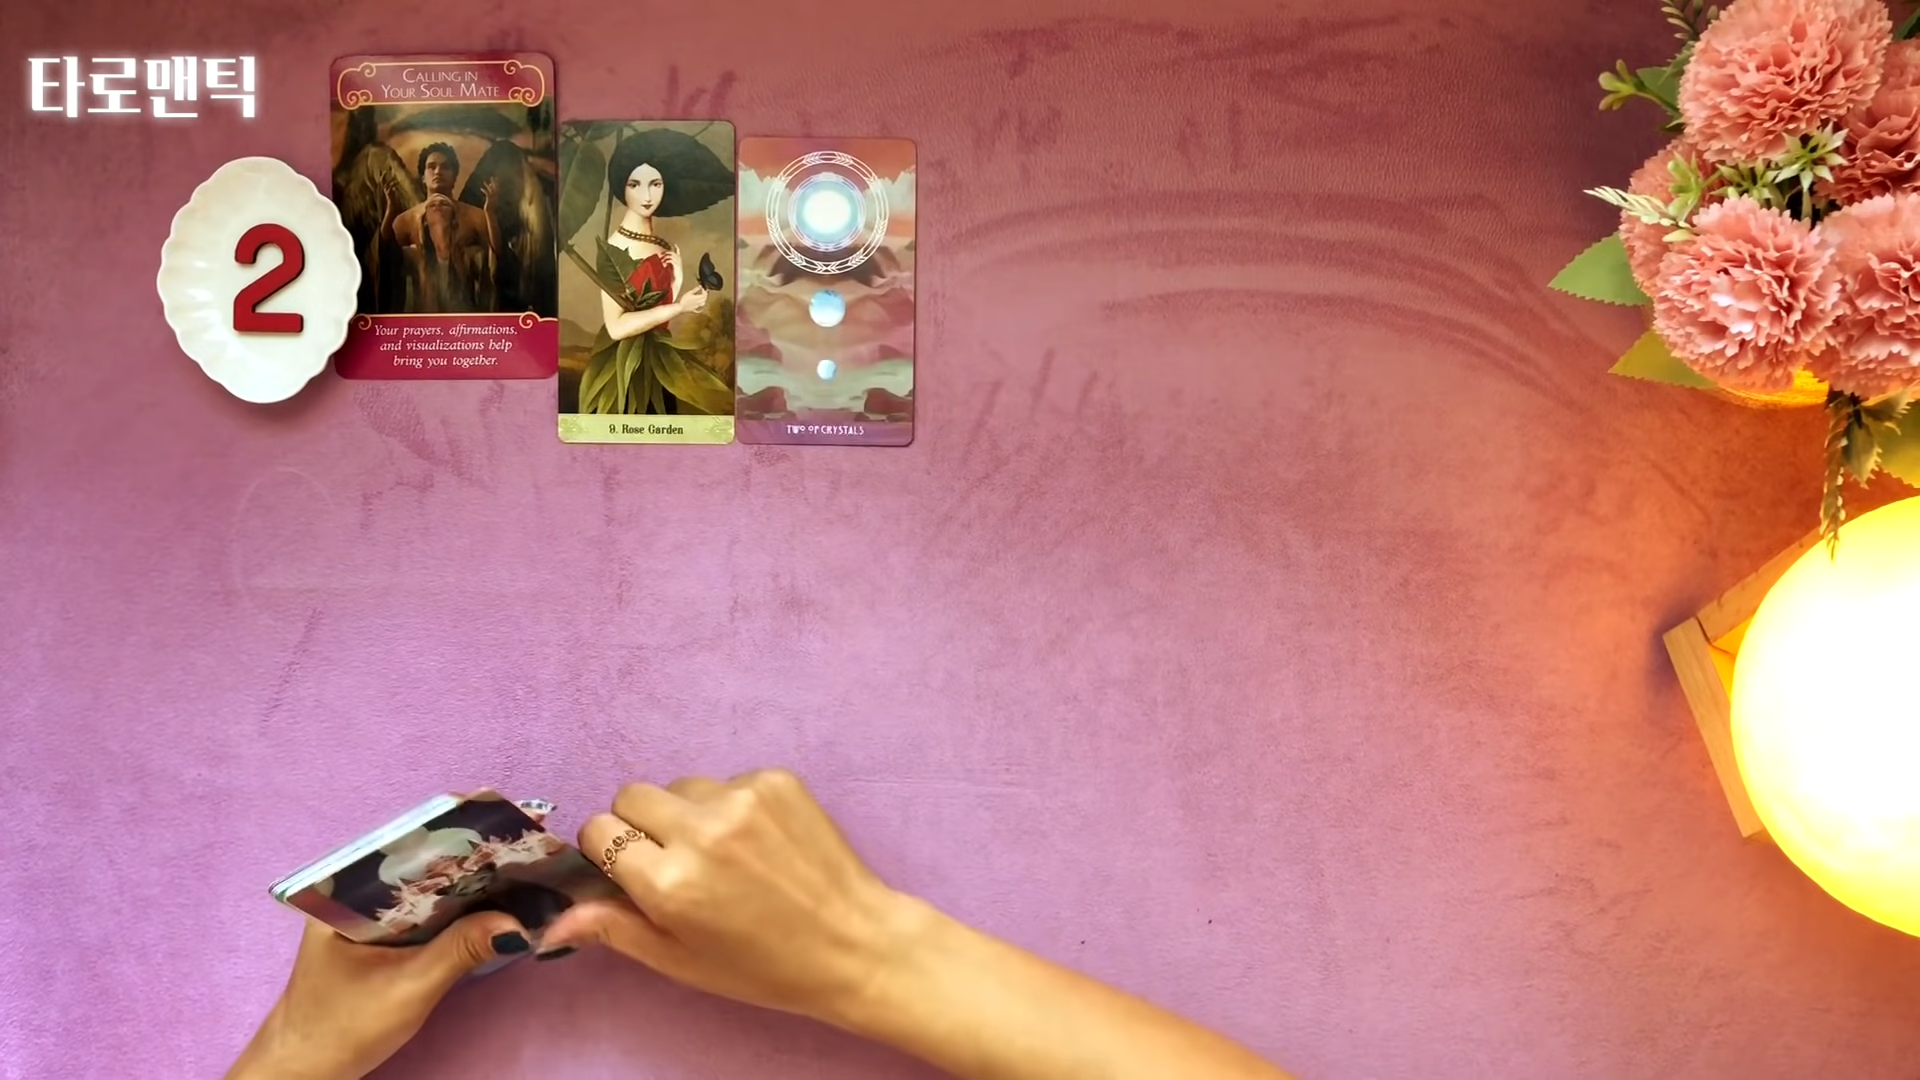 타로맨틱
2
CALLING IN
YOUR SOUL MATE
Your prayers, affirmations,
and visualizations help
bring you together.
9. Rose Garden
TWO OF CRYSTALS